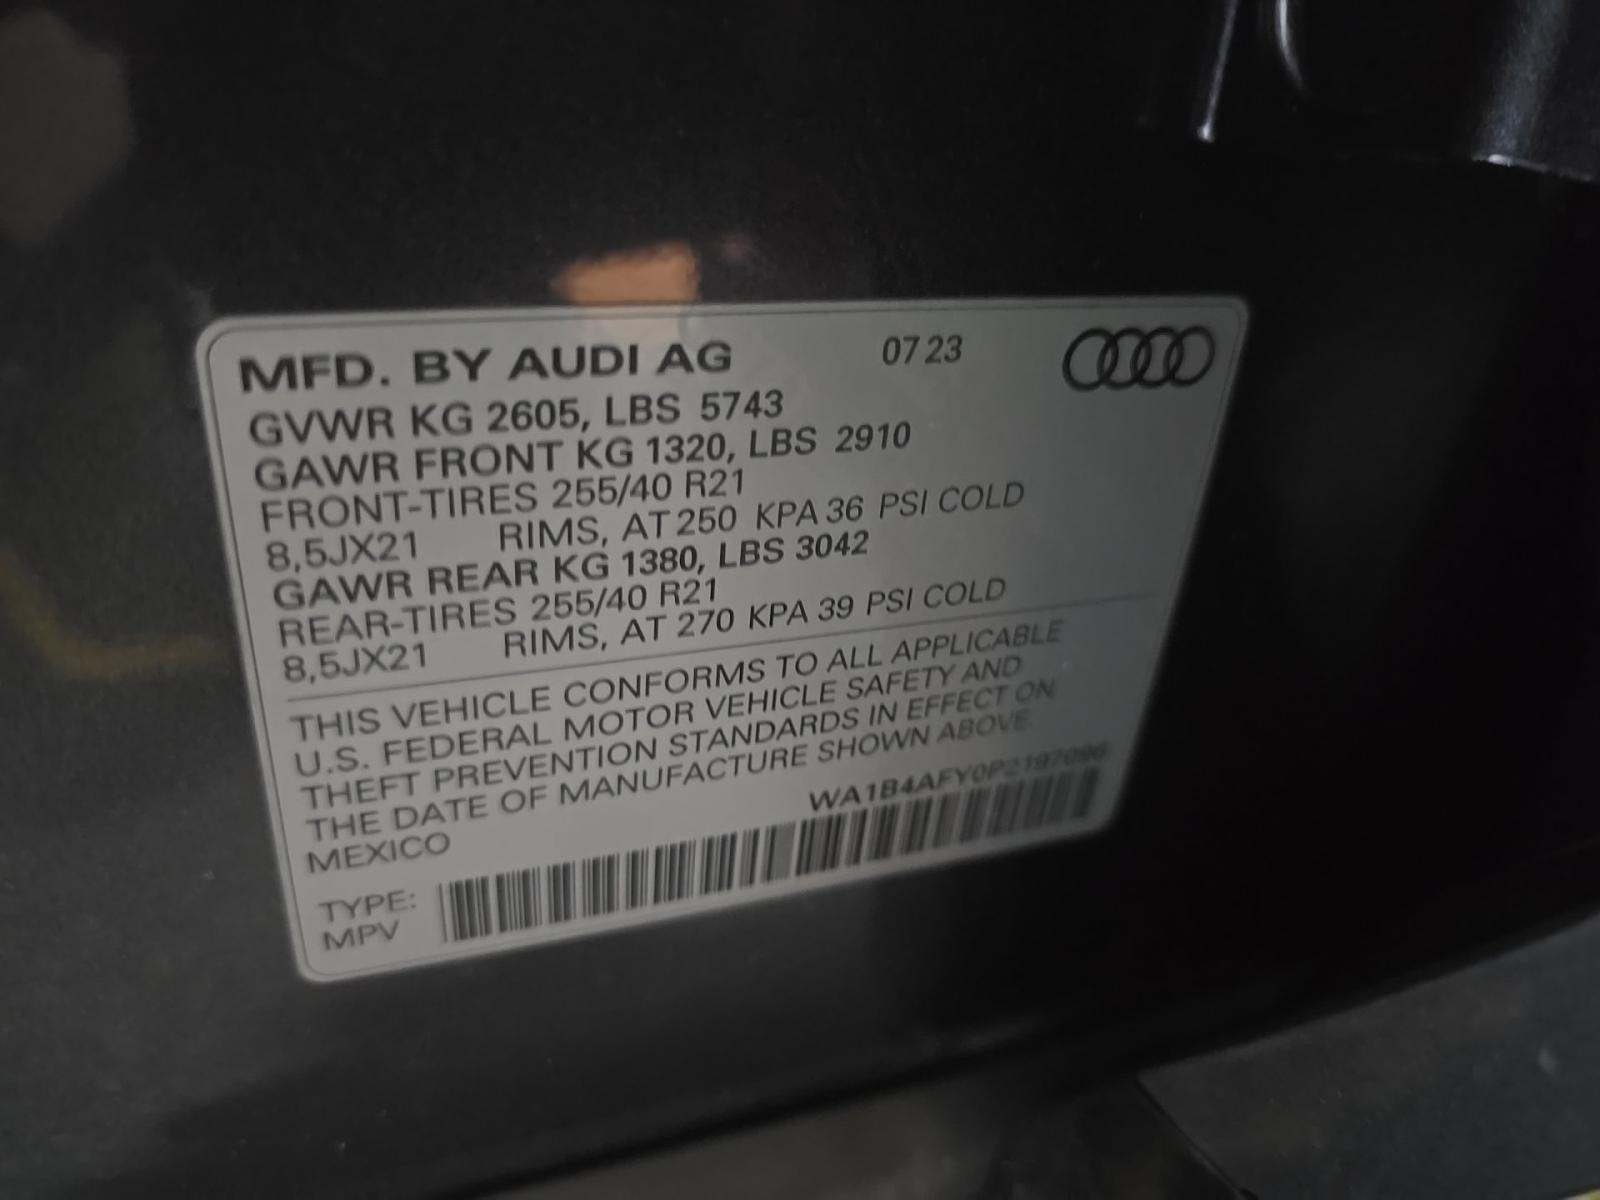 MFD. BY AUDI AG 07 23
GVWR KG 2605, LBS 5743
GAWR FRONT KG 1320, LBS 2910
FRONT-TIRES 255/40 R21
8,5JX21 RIMS, AT 250 KPA 36 PSI COLD
GAWR REAR KG 1380, LBS 3042
REAR-TIRES 255/40 R21
8,5JX21 RIMS, AT 270 KPA 39 PSI COLD
THIS VEHICLE CONFORMS TO ALL APPLICABLE
U.S. FEDERAL MOTOR VEHICLE SAFETY AND
THEFT PREVENTION STANDARDS IN EFFECT ON
THE DATE OF MANUFACTURE SHOWN ABOVE.
MEXICO
TYPE:
MPV